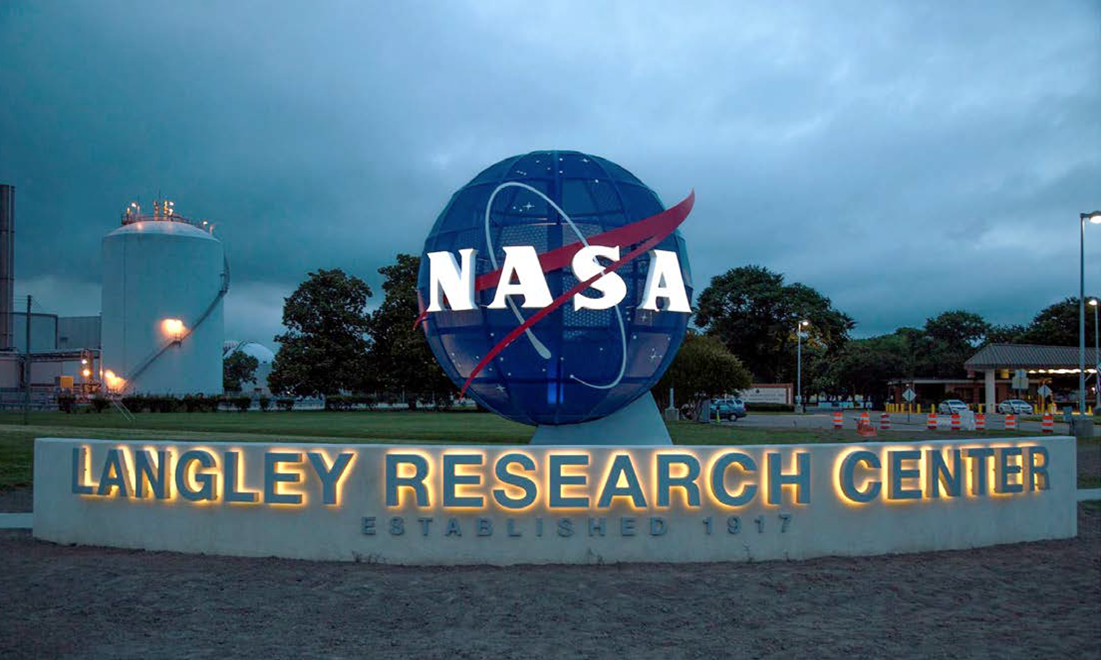 NASA
LANGLEY RESEARCH CENTER
ESTABLISHED 1917